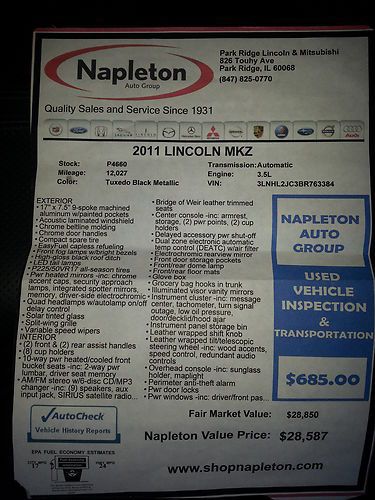 Napleton
Auto Group
Park Ridge Lincoln & Mitsubishi
826 Touhy Ave
Park Ridge, IL 60068
(847) 825-0770
Quality Sales and Service Since 1931
2011 LINCOLN MKZ
Stock: P4660
Mileage: 12,027
Color: Tuxedo Black Metallic
Transmission: Automatic
Engine: 3.5L
VIN: 3LNHL2JC3BR763384
EXTERIOR
• 17" x 7.5" 9-spoke machined
aluminum w/painted pockets
• Acoustic laminated windshield
• Chrome beltline molding
• Chrome door handles
• Compact spare tire
• EasyFuel capless refueling
• Front fog lamps w/bright bezels
• High-gloss black roof ditch
• LED tail lamps
• P225/50VR17 all-season tires
• Pwr heated mirrors -inc: chrome
accent cap, security approach
lamps, integrated spotter mirrors,
memory, driver-side electrochromic
• Quad headlamps w/autolamp on/off
delay control
• Solar tinted glass
• Split-wing grille
• Variable speed wipers
INTERIOR
• (2) front & (2) rear assist handles
• (8) cup holders
• 10-way pwr heated/cooled front
bucket seats -inc: 2-way pwr
lumbar, driver seat memory
• AM/FM stereo w/6-disc CD/MP3
changer -inc: (9) speakers, aux
input jack, SIRIUS satellite radio...
• Bridge of Weir leather trimmed
seats
• Center console -inc: armrest,
storage, (2) pwr points, (2) cup
holders
• Delayed accessory pwr shut-off
• Dual zone electronic automatic
temp control (DEATC) w/air filter
• Electrochromic rearview mirror
• Front door storage pockets
• Front/rear dome lamp
• Front/rear floor mats
• Glove box
• Grocery bag hooks in trunk
• Illuminated visor vanity mirrors
• Instrument cluster -inc: message
center, tachometer, turn signal
outage, low oil pressure,
door/decklid/hood ajar
• Instrument panel storage bin
• Leather wrapped shift knob
• Leather wrapped tilt/telescopic
steering wheel -inc: wood accents,
speed control, redundant audio
controls
• Overhead console -inc: sunglass
holder, maplight
• Perimeter anti-theft alarm
• Pwr door locks
• Pwr windows -inc: driver/front pas...
NAPLETON
AUTO
GROUP
USED
VEHICLE
INSPECTION
&
TRANSPORTATION
$685.00
AutoCheck
Vehicle History Reports
Fair Market Value: $28,850
Napleton Value Price: $28,587
EPA FUEL ECONOMY ESTIMATES
www.shopnapleton.com